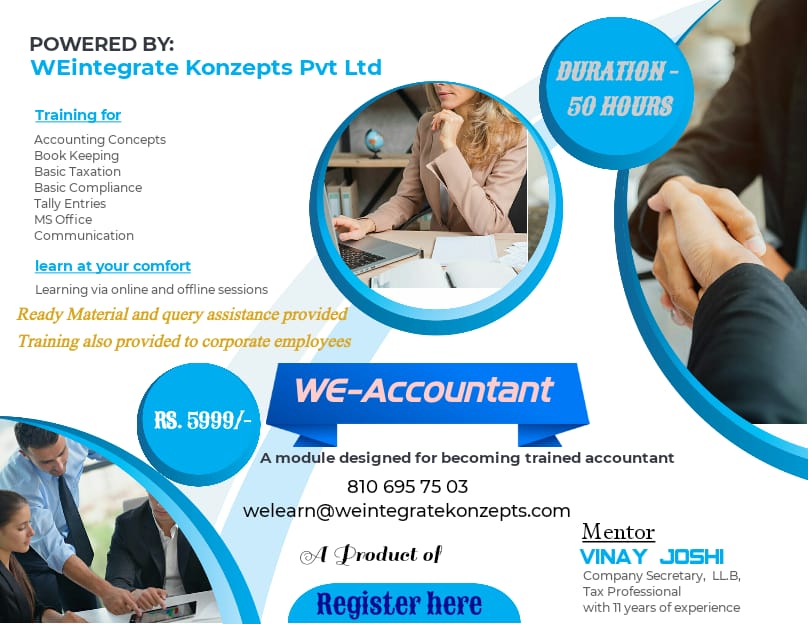 POWERED BY:
WEintegrate Konzepts Pvt Ltd
DURATION -
50 HOURS
Training for
Accounting Concepts
Book Keeping
Basic Taxation
Basic Compliance
Tally Entries
MS Office
Communication
learn at your comfort
Learning via online and offline sessions
Ready Material and query assistance provided
Training also provided to corporate employees
RS. 5999/-
WE-Accountant
A module designed for becoming trained accountant
810 695 75 03
welearn@weintegratekonzepts.com
A Product of
Register here
Mentor
VINAY JOSHI
Company Secretary, LL.B,
Tax Professional
with 11 years of experience